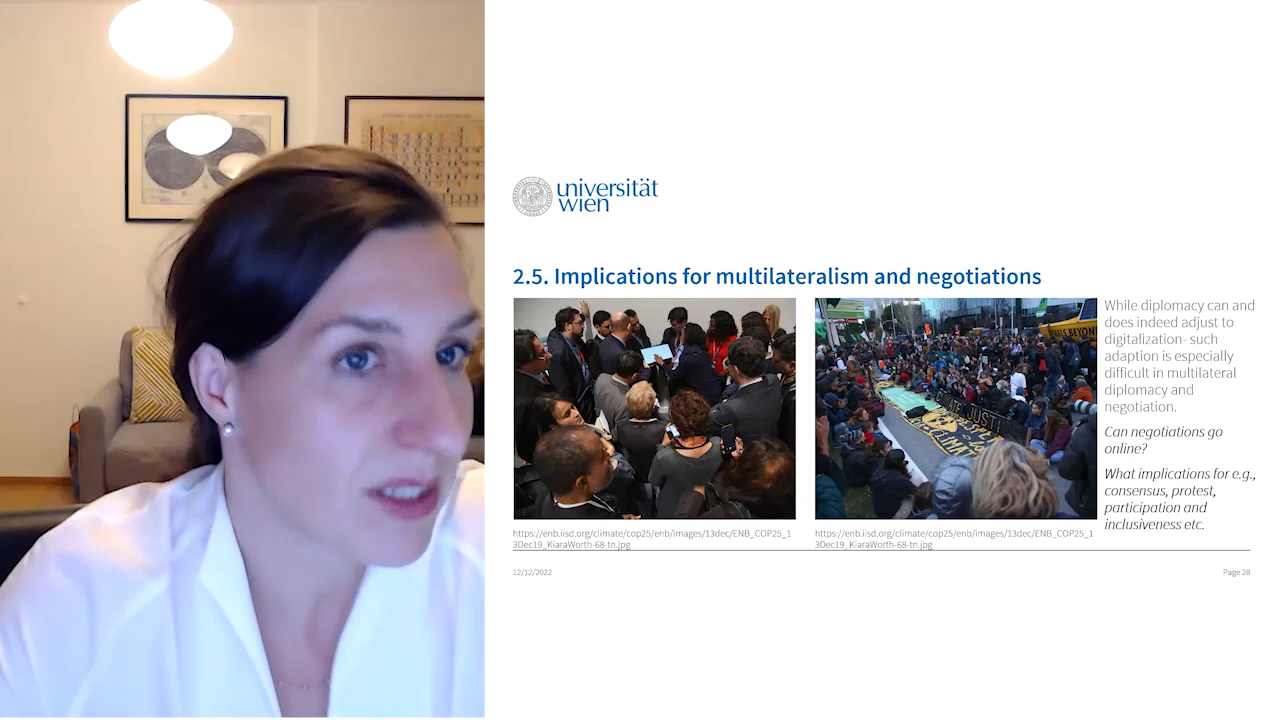 universität
wien
2.5. Implications for multilateralism and negotiations
While diplomacy can and
does indeed adjust to
digitalization- such
adaption is especially
difficult in multilateral
diplomacy and
negotiation.
Can negotiations go
online?
What implications for e.g.,
consensus, protest,
participation and
inclusiveness etc.
BEYON
CLIMATE JUSTI
https://enb.iisd.org/climate/cop25/enb/images/13dec/ENB_COP25_1
3Dec19_KiaraWorth-68-tn.jpg
https://enb.iisd.org/climate/cop25/enb/images/13dec/ENB_COP25_1
3Dec19_KiaraWorth-68-tn.jpg
12/12/2022
Page 28